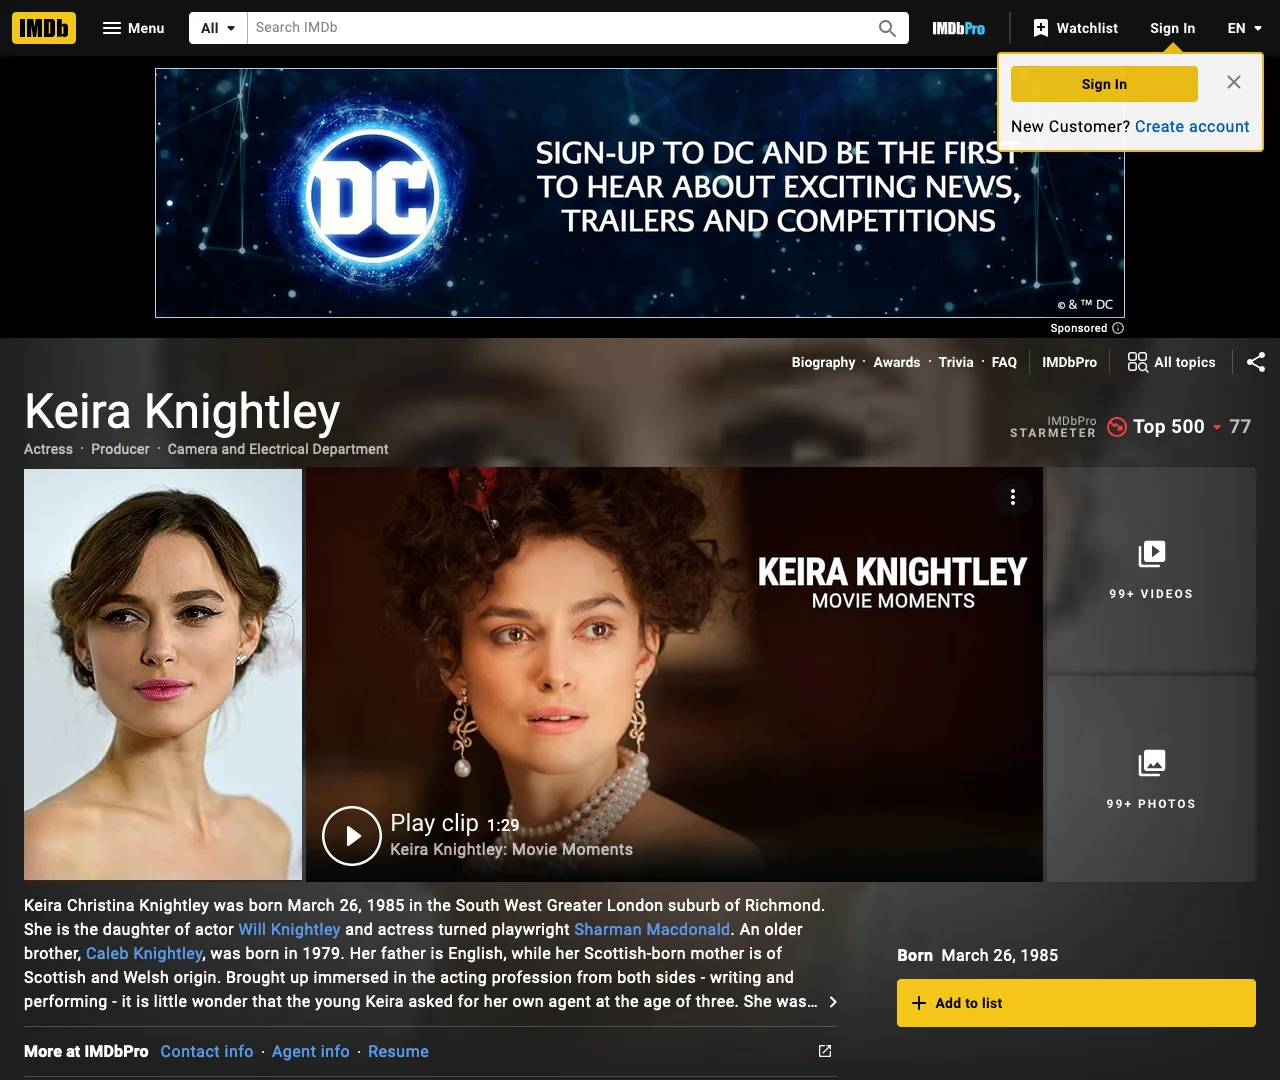 IMDb Menu All Search IMDb IMDbPro Watchlist Sign In EN
Sign In
New Customer? Create account
DC
SIGN-UP TO DC AND BE THE FIRST
TO HEAR ABOUT EXCITING NEWS,
TRAILERS AND COMPETITIONS
© & ™ DC
Sponsored
Biography · Awards · Trivia · FAQ IMDbPro All topics
Keira Knightley
Actress · Producer · Camera and Electrical Department
IMDbPro
STARMETER
Top 500 77
KEIRA KNIGHTLEY
MOVIE MOMENTS
99+ VIDEOS
99+ PHOTOS
Play clip 1:29
Keira Knightley: Movie Moments
Keira Christina Knightley was born March 26, 1985 in the South West Greater London suburb of Richmond.
She is the daughter of actor Will Knightley and actress turned playwright Sharman Macdonald. An older
brother, Caleb Knightley, was born in 1979. Her father is English, while her Scottish-born mother is of
Scottish and Welsh origin. Brought up immersed in the acting profession from both sides - writing and
performing - it is little wonder that the young Keira asked for her own agent at the age of three. She was...
Born March 26, 1985
Add to list
More at IMDbPro Contact info · Agent info · Resume